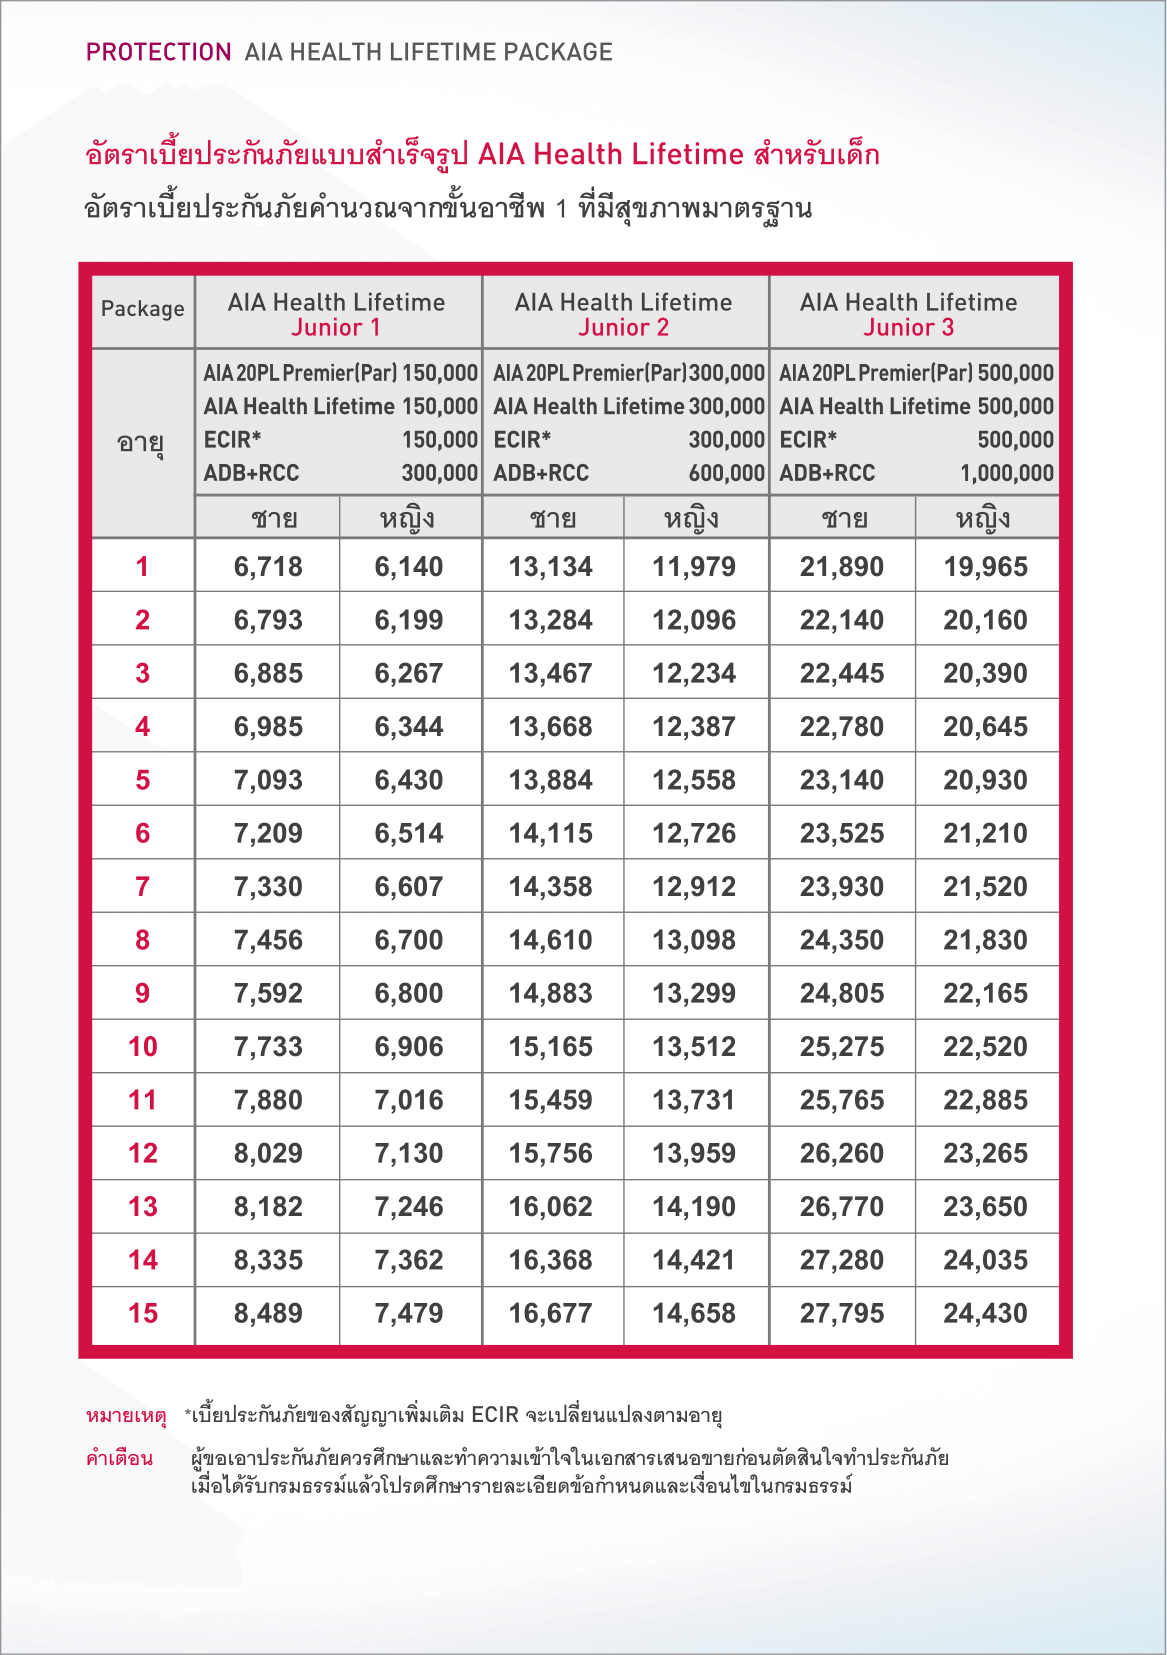 PROTECTION AIA HEALTH LIFETIME PACKAGE
อัตราเบี้ยประกันภัยแบบสำเร็จรูป AIA Health Lifetime สำหรับเด็ก
อัตราเบี้ยประกันภัยคำนวณจากขั้นอาชีพ 1 ที่มีสุขภาพมาตรฐาน
Package AIA Health Lifetime AIA Health Lifetime AIA Health Lifetime
Junior 1 Junior 2 Junior 3
AIA 20PL Premier(Par) 150,000 AIA 20PL Premier(Par) 300,000 AIA 20PL Premier(Par) 500,000
AIA Health Lifetime 150,000 AIA Health Lifetime 300,000 AIA Health Lifetime 500,000
อายุ ECIR* 150,000 ECIR* 300,000 ECIR* 500,000
ADB+RCC 300,000 ADB+RCC 600,000 ADB+RCC 1,000,000
ชาย หญิง ชาย หญิง ชาย หญิง
1 6,718 6,140 13,134 11,979 21,890 19,965
2 6,793 6,199 13,284 12,096 22,140 20,160
3 6,885 6,267 13,467 12,234 22,445 20,390
4 6,985 6,344 13,668 12,387 22,780 20,645
5 7,093 6,430 13,884 12,558 23,140 20,930
6 7,209 6,514 14,115 12,726 23,525 21,210
7 7,330 6,607 14,358 12,912 23,930 21,520
8 7,456 6,700 14,610 13,098 24,350 21,830
9 7,592 6,800 14,883 13,299 24,805 22,165
10 7,733 6,906 15,165 13,512 25,275 22,520
11 7,880 7,016 15,459 13,731 25,765 22,885
12 8,029 7,130 15,756 13,959 26,260 23,265
13 8,182 7,246 16,062 14,190 26,770 23,650
14 8,335 7,362 16,368 14,421 27,280 24,035
15 8,489 7,479 16,677 14,658 27,795 24,430
หมายเหตุ *เบี้ยประกันภัยของสัญญาเพิ่มเติม ECIR จะเปลี่ยนแปลงตามอายุ
คำเตือน ผู้ขอเอาประกันภัยควรศึกษาและทำความเข้าใจในเอกสารเสนอขายก่อนตัดสินใจทำประกันภัย
เมื่อได้รับกรมธรรม์แล้วโปรดศึกษารายละเอียดข้อกำหนดและเงื่อนไขในกรมธรรม์